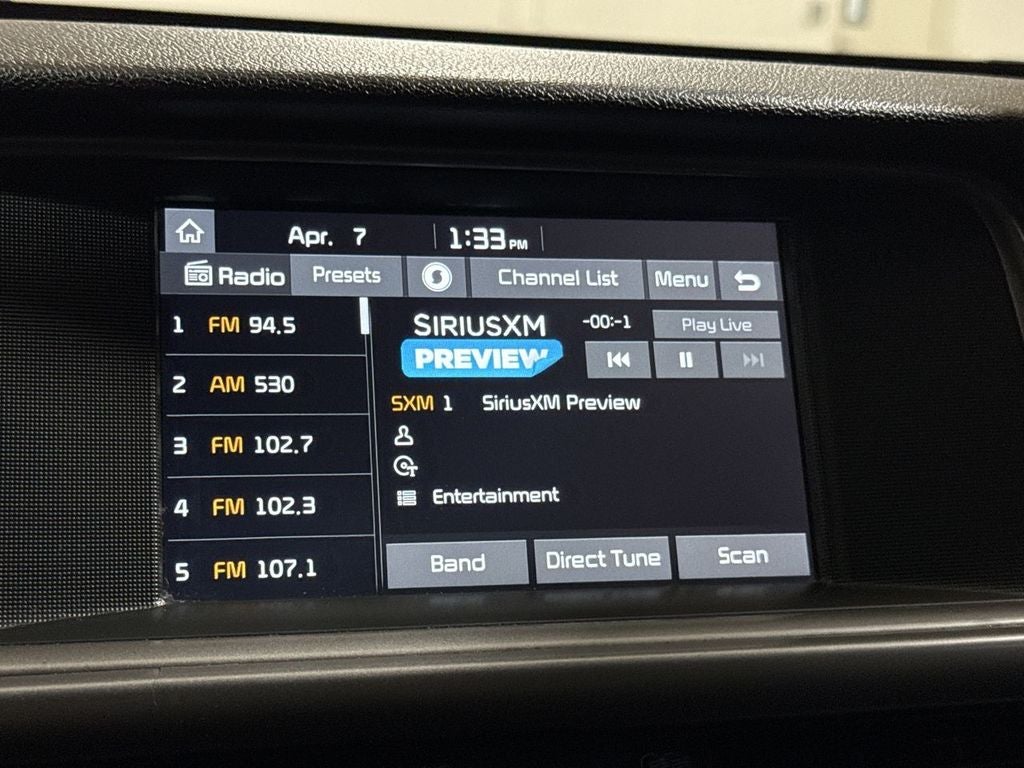 Apr. 7 1:33 PM
Radio Presets Channel List Menu
1 FM 94.5
2 AM 530
3 FM 102.7
4 FM 102.3
5 FM 107.1
SIRIUSXM
PREVIEW
-00:-1 Play Live
SXM 1 SiriusXM Preview
Entertainment
Band Direct Tune Scan